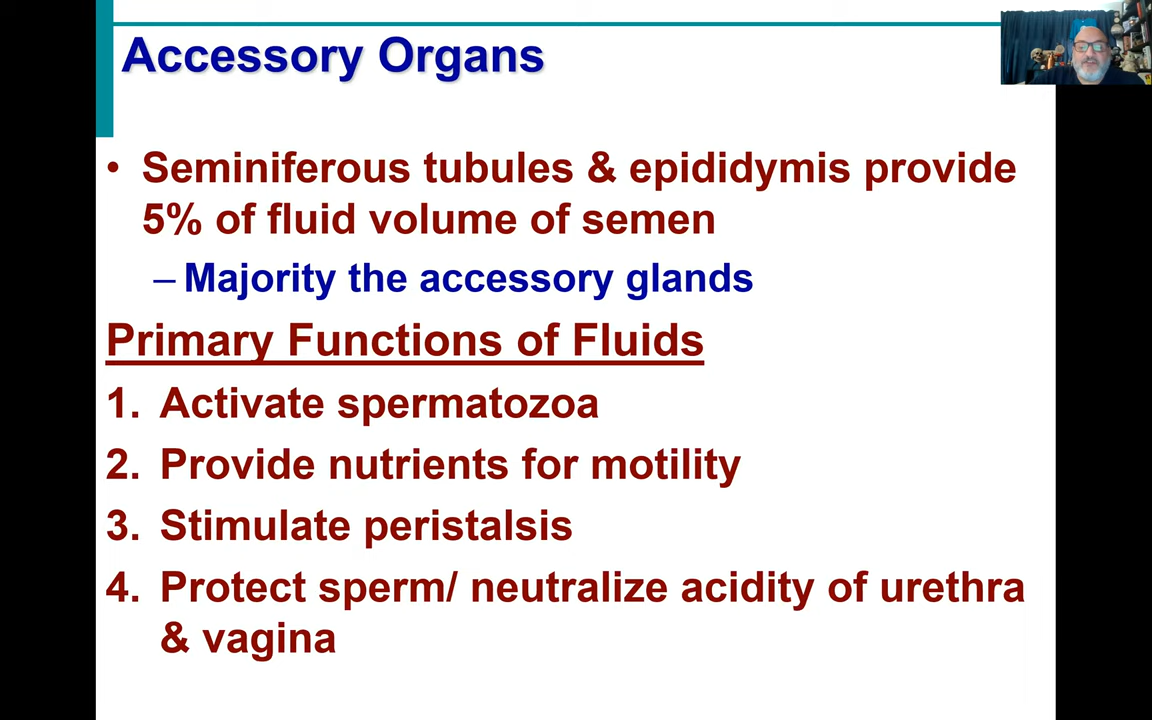 Accessory Organs
• Seminiferous tubules & epididymis provide
5% of fluid volume of semen
– Majority the accessory glands
Primary Functions of Fluids
1. Activate spermatozoa
2. Provide nutrients for motility
3. Stimulate peristalsis
4. Protect sperm/ neutralize acidity of urethra
& vagina